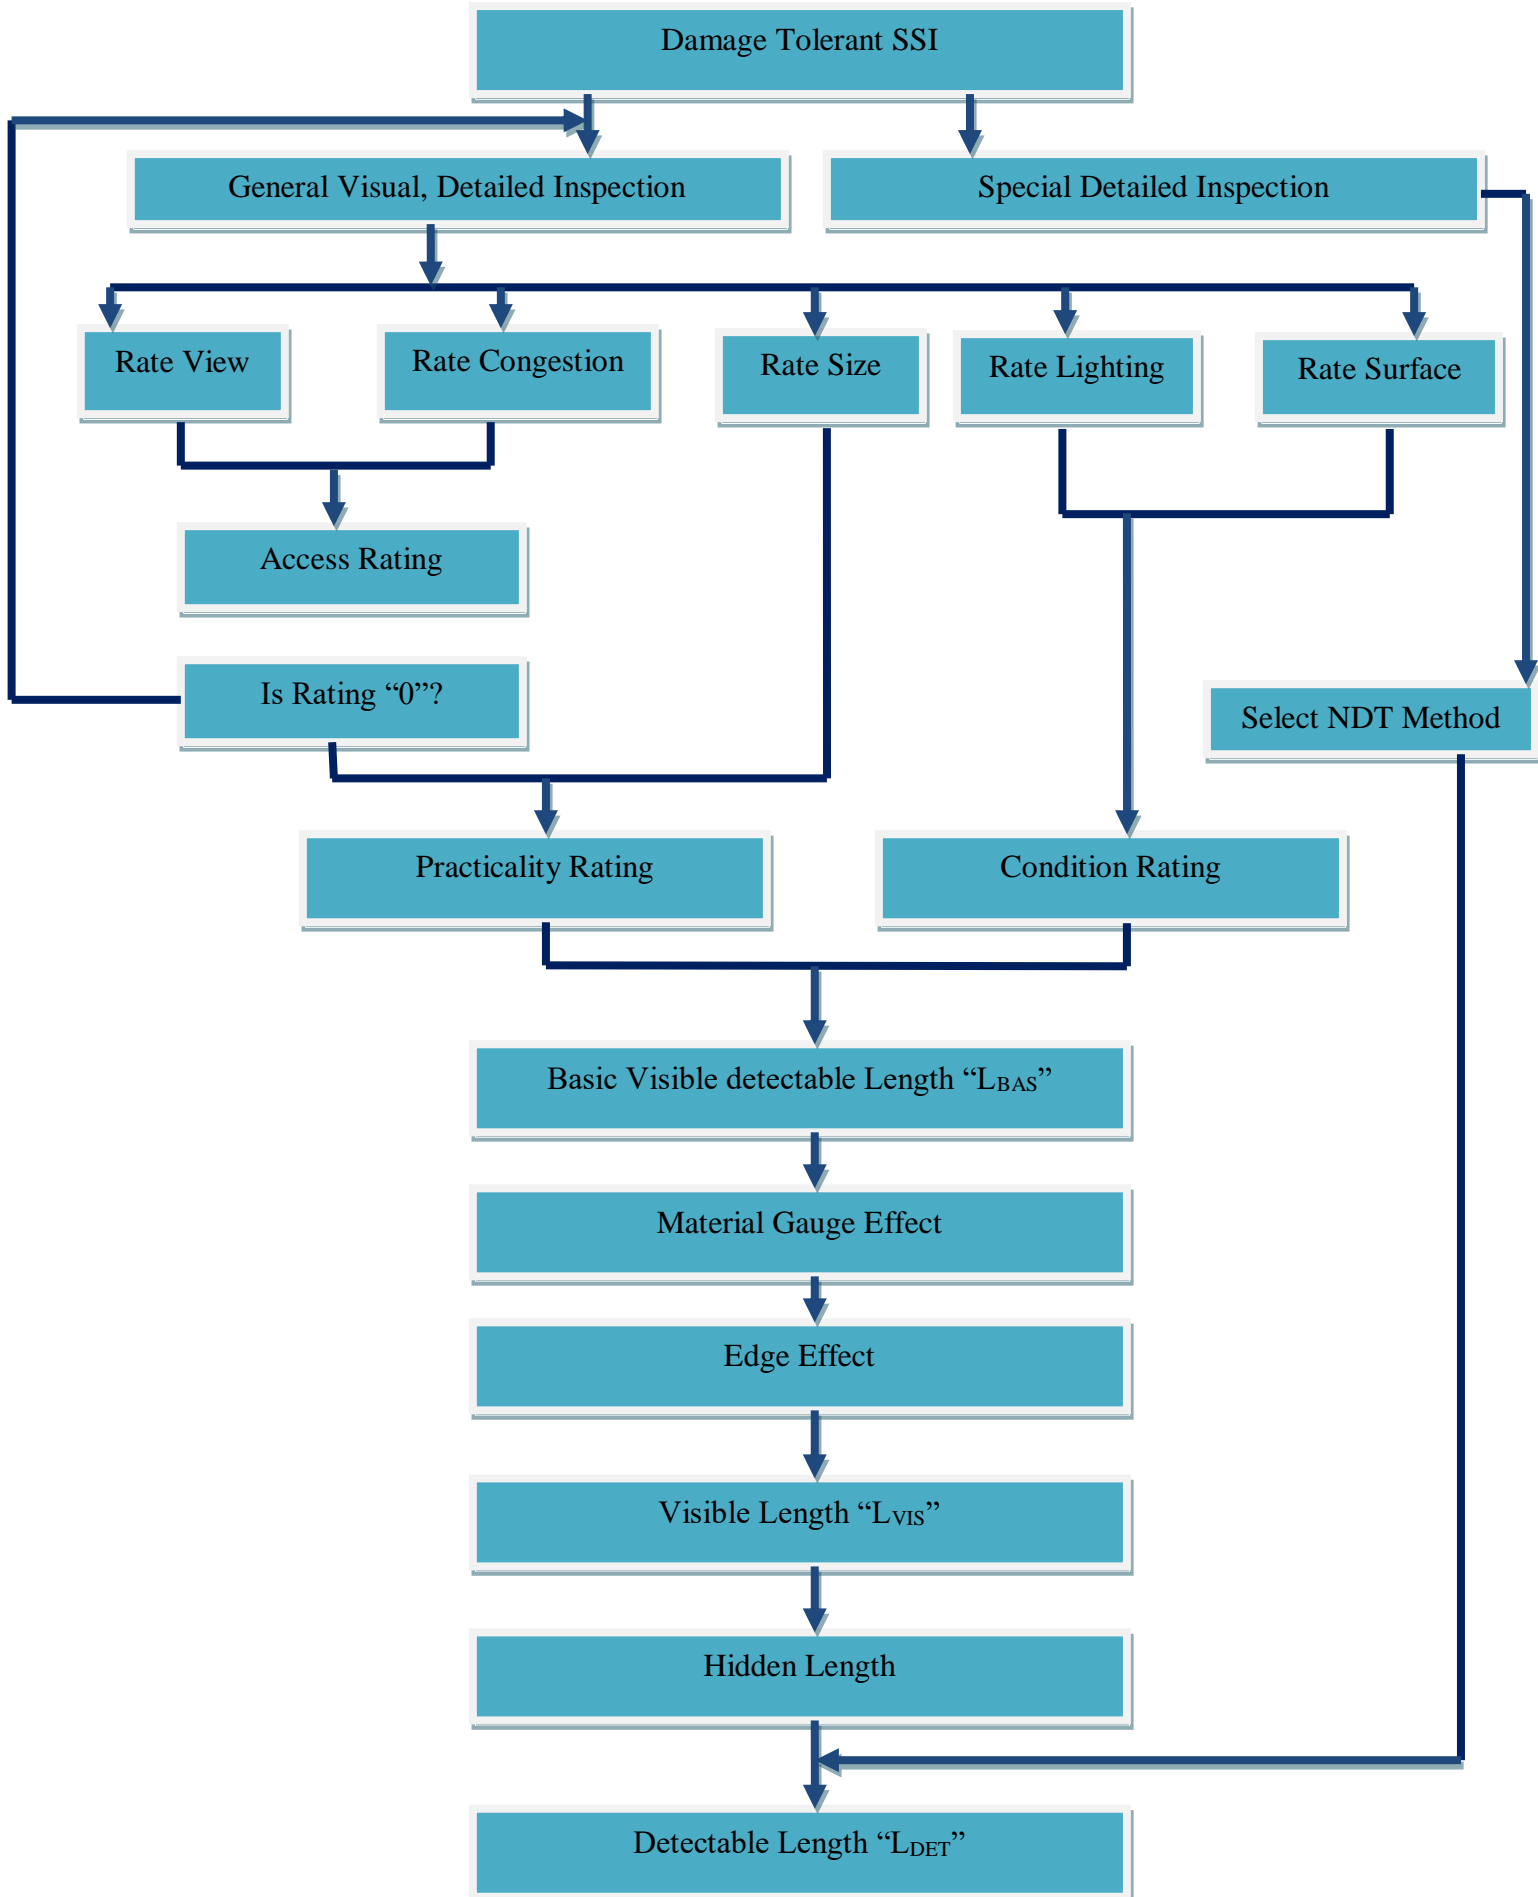 Damage Tolerant SSI
General Visual, Detailed Inspection
Special Detailed Inspection
Rate View
Rate Congestion
Rate Size
Rate Lighting
Rate Surface
Access Rating
Is Rating “0”?
Select NDT Method
Practicality Rating
Condition Rating
Basic Visible detectable Length “LBAS”
Material Gauge Effect
Edge Effect
Visible Length “LVIS”
Hidden Length
Detectable Length “LDET”